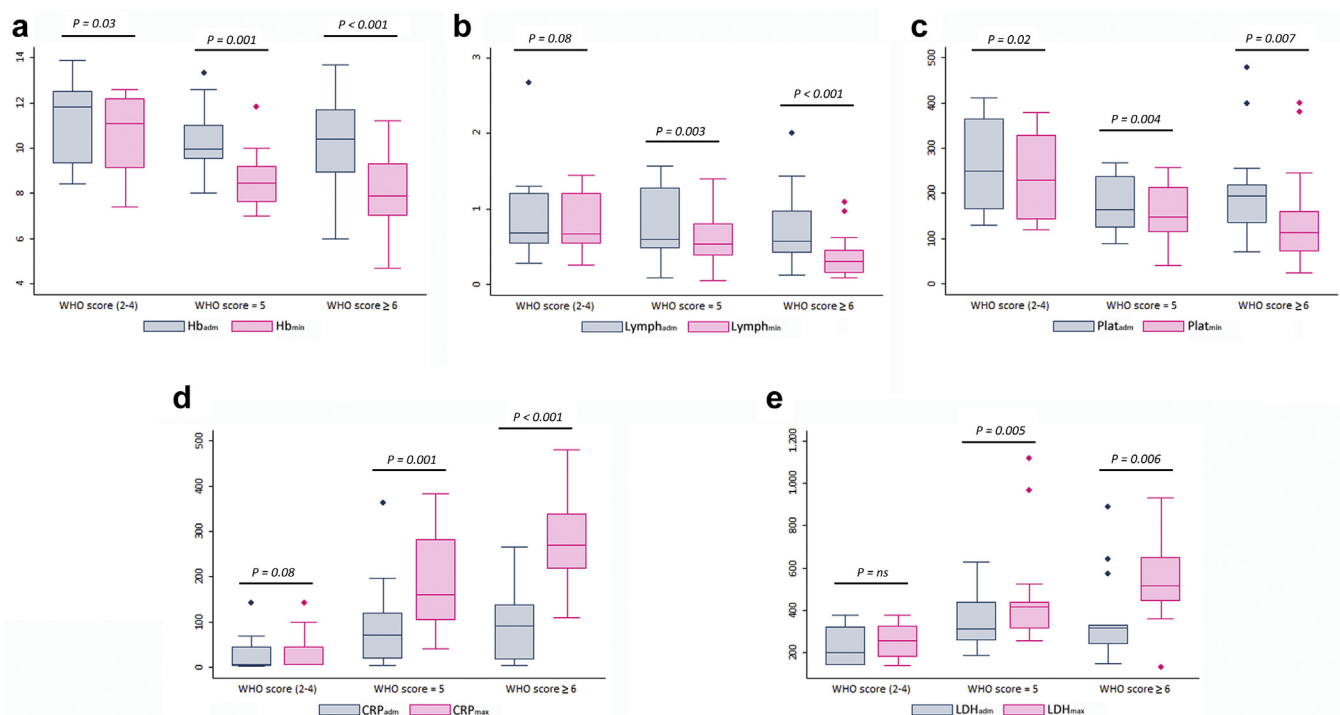 a
P = 0.03
P = 0.001
P < 0.001
14
12
10
8
6
4
WHO score (2-4)
WHO score = 5
WHO score ≥ 6
Hbadm
Hbmin
b
P = 0.08
P = 0.003
P < 0.001
3
2
1
0
WHO score (2-4)
WHO score = 5
WHO score ≥ 6
Lymphadm
Lymphmin
c
P = 0.02
P = 0.004
P = 0.007
500
400
300
200
100
0
WHO score (2-4)
WHO score = 5
WHO score ≥ 6
Platadm
Platmin
d
P = 0.08
P = 0.001
P < 0.001
500
400
300
200
100
0
WHO score (2-4)
WHO score = 5
WHO score ≥ 6
CRPadm
CRPmax
e
P = ns
P = 0.005
P = 0.006
1.200
1.000
800
600
400
200
WHO score (2-4)
WHO score = 5
WHO score ≥ 6
LDHadm
LDHmax